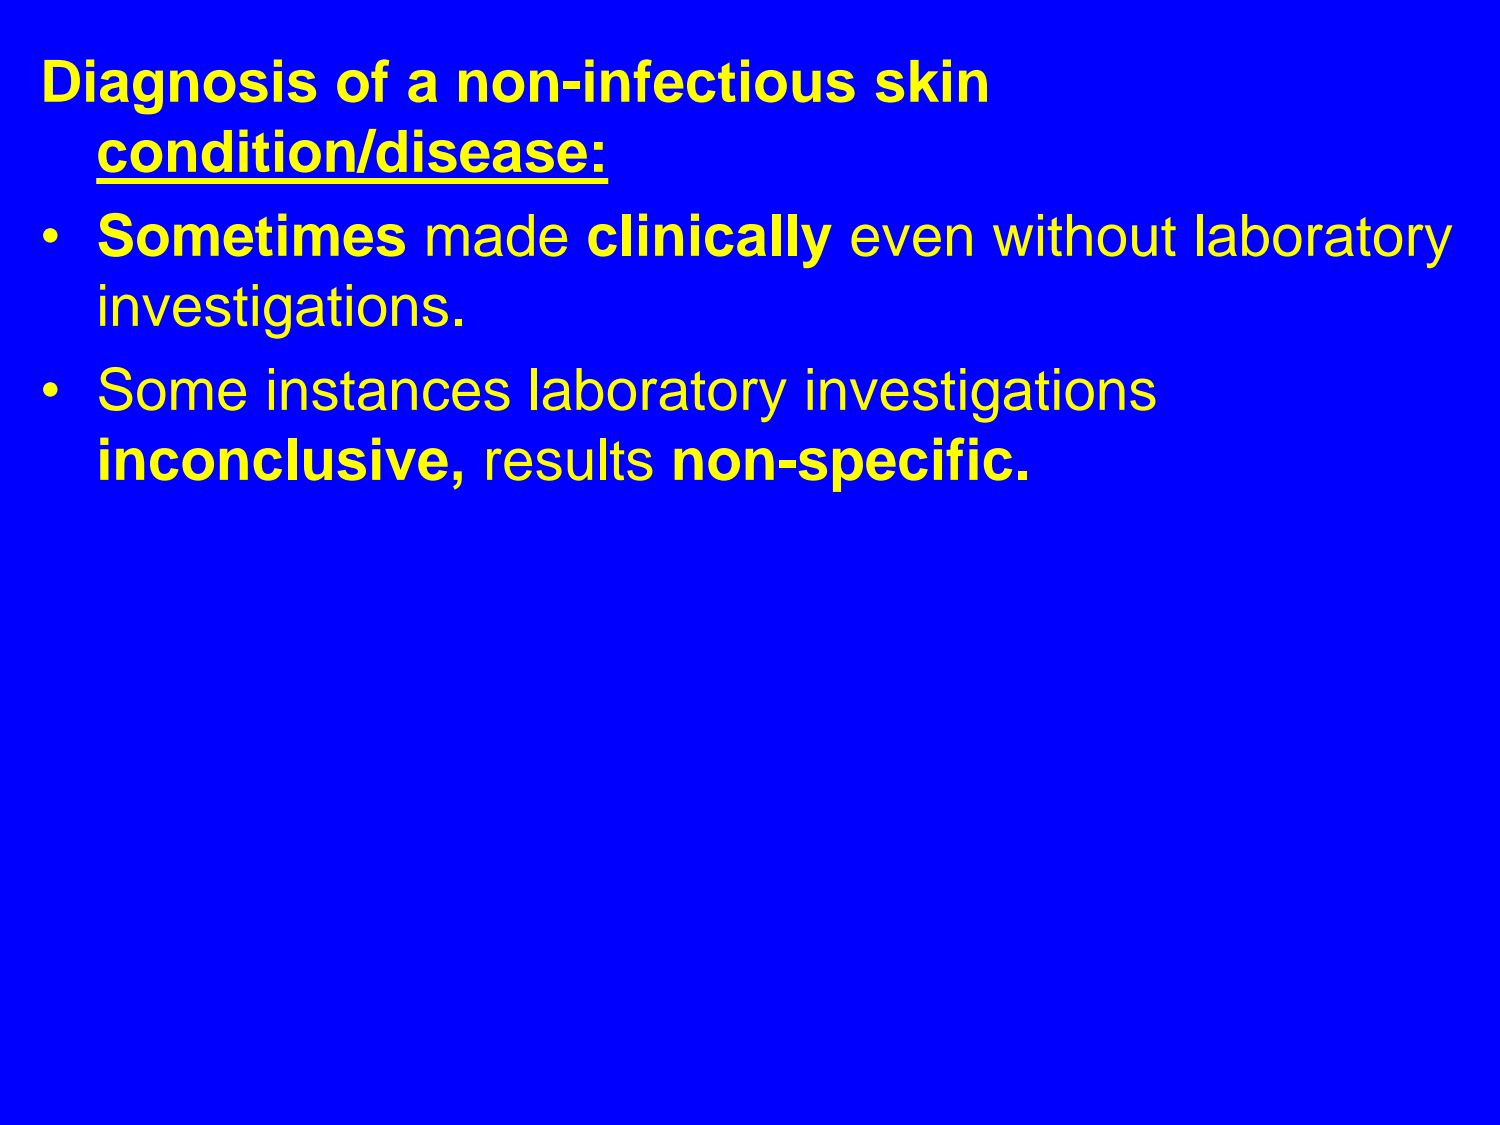 Diagnosis of a non-infectious skin
condition/disease:
• Sometimes made clinically even without laboratory
investigations.
• Some instances laboratory investigations
inconclusive, results non-specific.